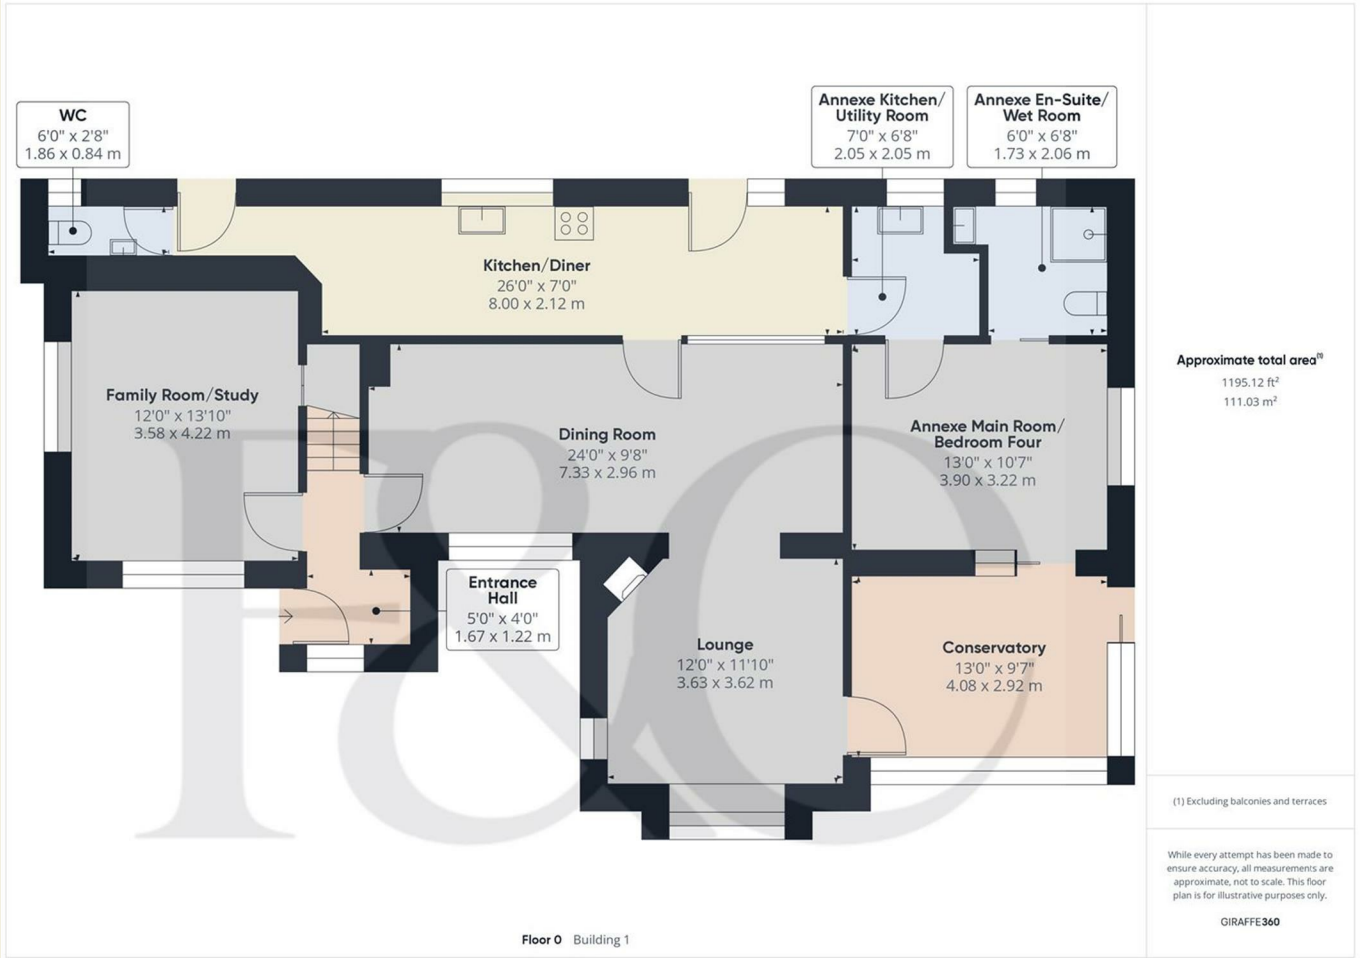 WC
6'0" x 2'8"
1.86 x 0.84 m
Annexe Kitchen/
Utility Room
7'0" x 6'8"
2.05 x 2.05 m
Annexe En-Suite/
Wet Room
6'0" x 6'8"
1.73 x 2.06 m
Kitchen/Diner
26'0" x 7'0"
8.00 x 2.12 m
Family Room/Study
12'0" x 13'10"
3.58 x 4.22 m
Dining Room
24'0" x 9'8"
7.33 x 2.96 m
Annexe Main Room/
Bedroom Four
13'0" x 10'7"
3.90 x 3.22 m
Entrance
Hall
5'0" x 4'0"
1.67 x 1.22 m
Lounge
12'0" x 11'10"
3.63 x 3.62 m
Conservatory
13'0" x 9'7"
4.08 x 2.92 m
F&O
Floor 0 Building 1
Approximate total area(1)
1195.12 ft²
111.03 m²
(1) Excluding balconies and terraces
While every attempt has been made to
ensure accuracy, all measurements are
approximate, not to scale. This floor
plan is for illustrative purposes only.
GIRAFFE360